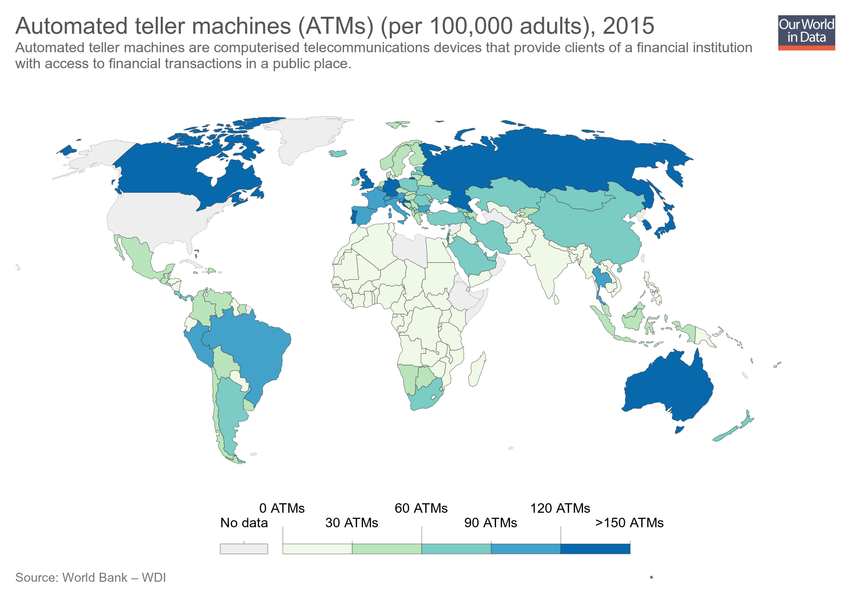 Automated teller machines (ATMs) (per 100,000 adults), 2015
Our World
in Data
Automated teller machines are computerised telecommunications devices that provide clients of a financial institution
with access to financial transactions in a public place.
0 ATMs 60 ATMs 120 ATMs
No data 30 ATMs 90 ATMs >150 ATMs
Source: World Bank – WDI